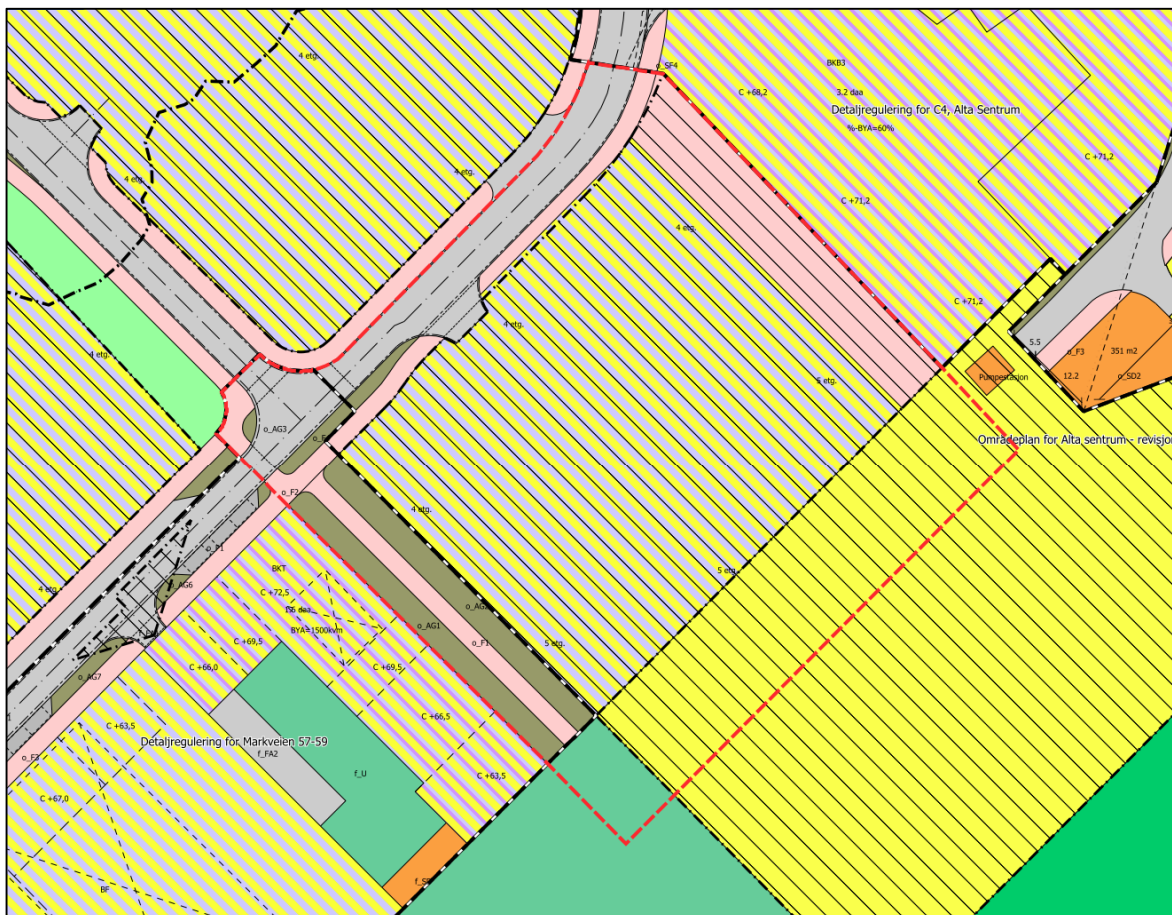 4 etg.
o_SF4
BKB3
C +68,2
3.2 daa
Detaljregulering for C4, Alta Sentrum
%-BYA=60%
C +71,2
4 etg.
4 etg.
C +71,2
4 etg.
C +71,2
4 etg.
4 etg.
5.5
o_F3
351 m2
12.2
o_SD2
Pumpestasjon
5 etg.
o_AG3
Områdeplan for Alta sentrum - revisjon
o_F2
4 etg.
o_F1
BKT
5 etg.
4 etg.
o_AG6
C +72,5
o_AG1
BYA=1500kvm
C +69,5
o_F1
5 etg.
C +66,0
C +69,5
o_AG7
C +66,5
C +63,5
Detaljregulering for Markveien 57-59
f_FA2
o_F3
f_U
C +63,5
C +67,0
BF